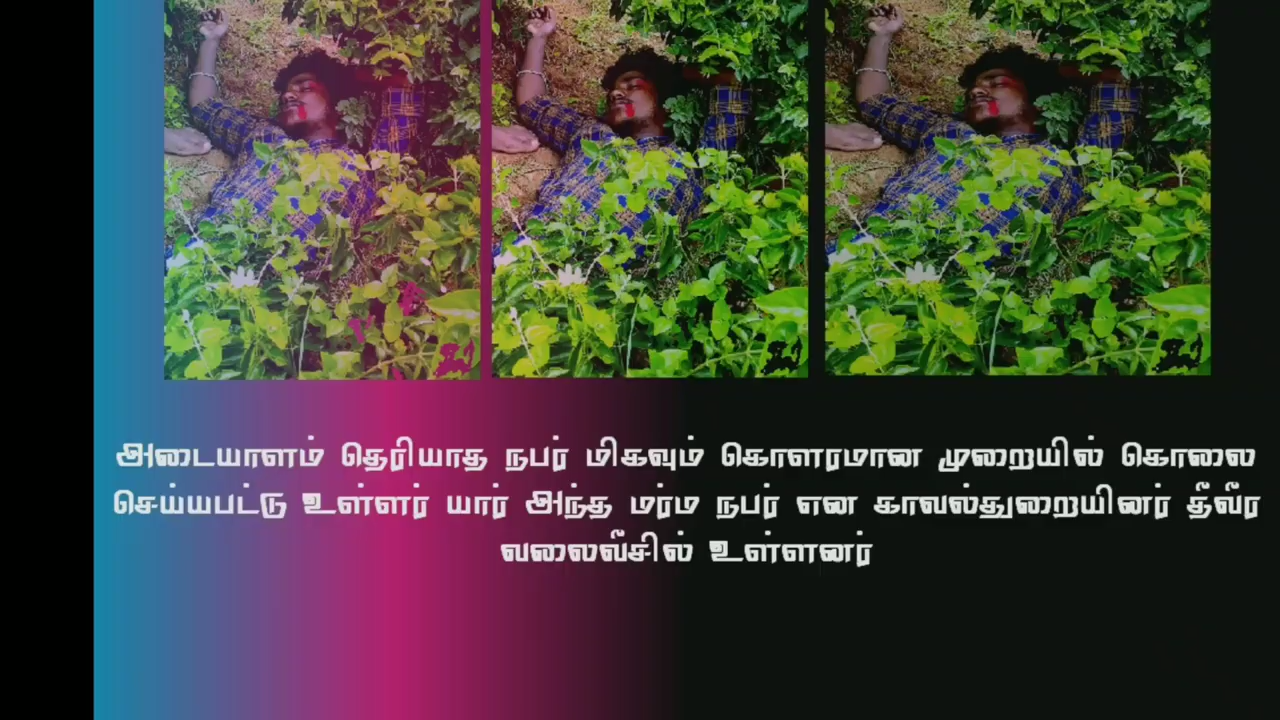 அடையாளம் தெரியாத நபர் மிகவும் கொளரமான முறையில் கொலை
செய்யபட்டு உள்ளர் யார் அந்த மர்ம நபர் என காவல்துறையினர் தீவீர
வலைவீசில் உள்ளனர்